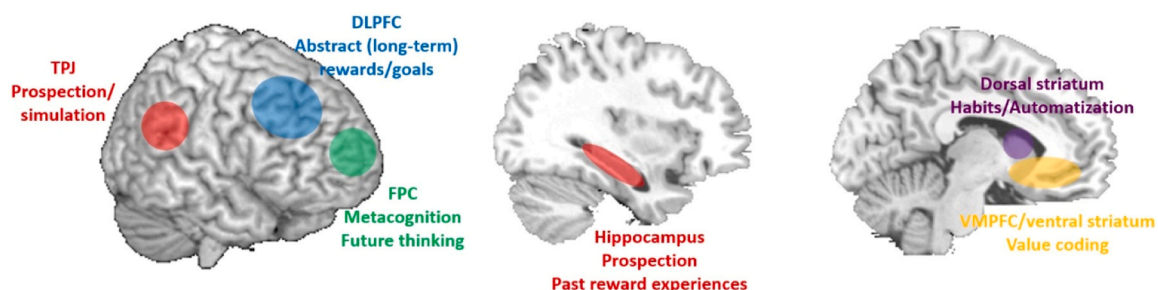 TPJ
Prospection/
simulation
DLPFC
Abstract (long-term)
rewards/goals
FPC
Metacognition
Future thinking
Hippocampus
Prospection
Past reward experiences
Dorsal striatum
Habits/Automatization
VMPFC/ventral striatum
Value coding